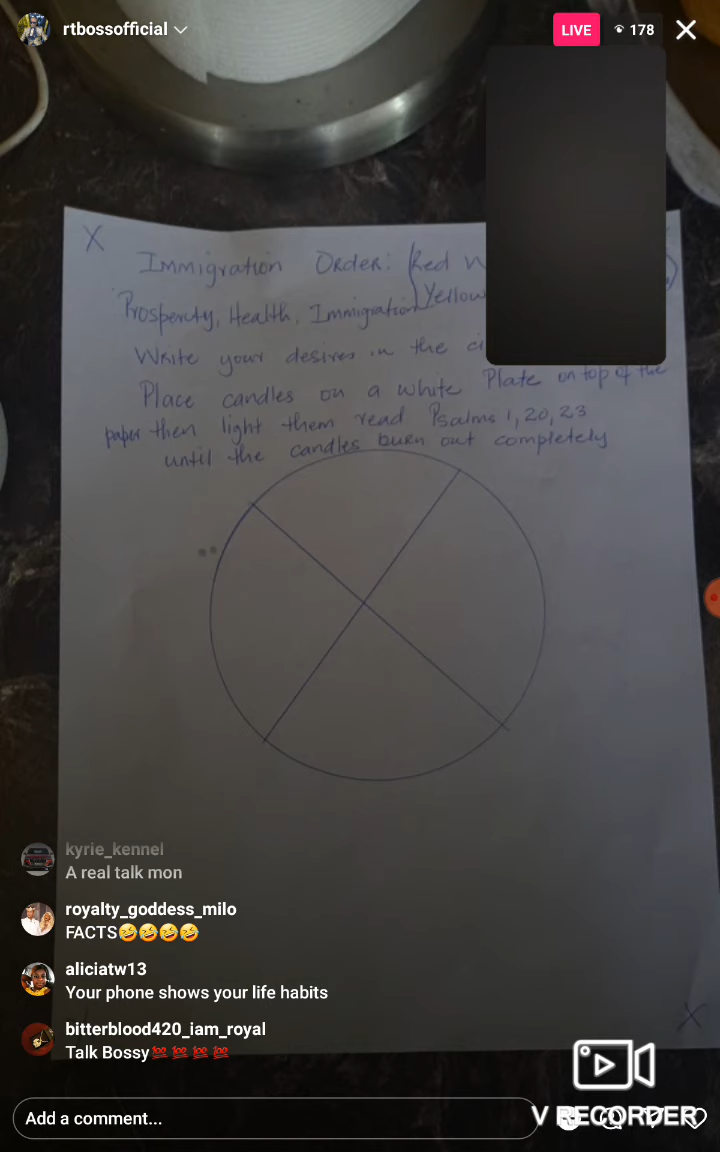 rtbossofficial
LIVE
178
X
Immigration Order: (Red
Prosperity, Health, Immigration
Yellow
Write your desires in the
Place candles on a white Plate on top of the
paper then light them read Psalms 1, 20, 23
until the candles burn out completely
X
kyrie_kennel
A real talk mon
royalty_goddess_milo
FACTS🤣🤣🤣🤣
aliciatw13
Your phone shows your life habits
bitterblood420_iam_royal
Talk Bossy💯💯💯💯
Add a comment...
V RECORDER